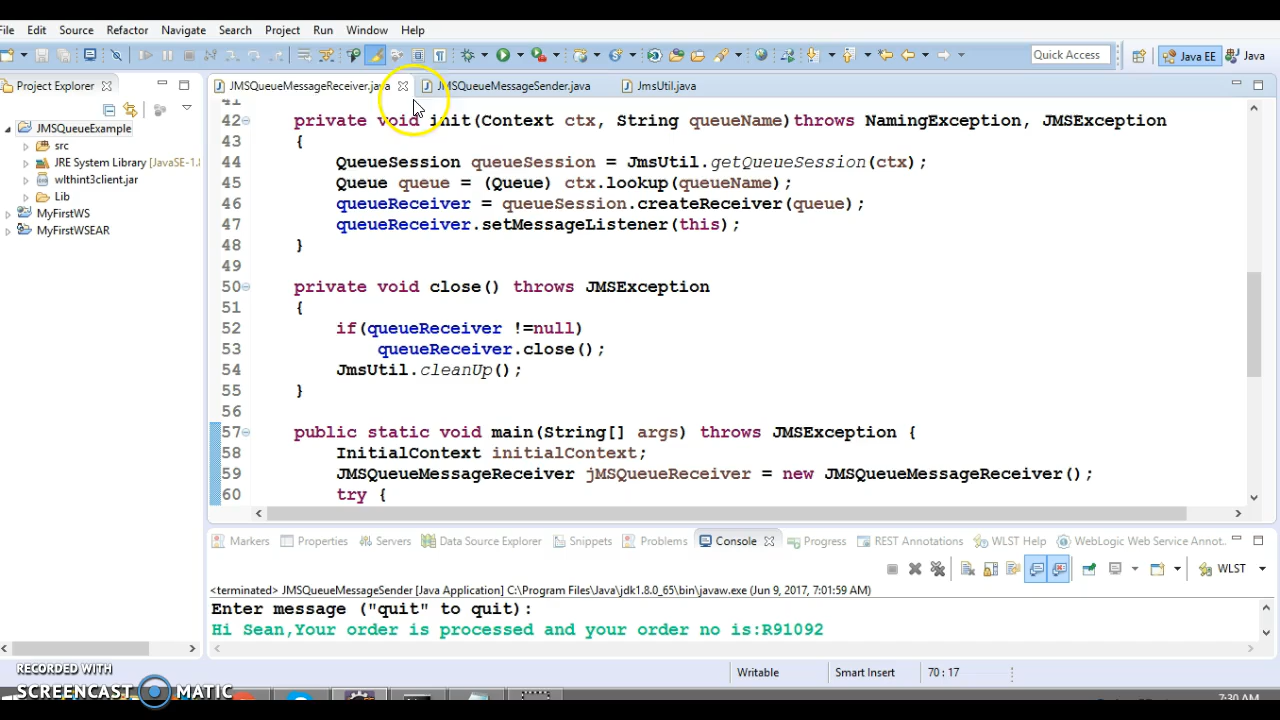 File Edit Source Refactor Navigate Search Project Run Window Help
Quick Access Java EE Java
Project Explorer JMSQueueMessageReceiver.java JMSQueueMessageSender.java JmsUtil.java
JMSQueueExample
src
JRE System Library [JavaSE-1.8
wlthint3client.jar
Lib
MyFirstWS
MyFirstWSEAR
41
42 private void init(Context ctx, String queueName)throws NamingException, JMSException
43 {
44 QueueSession queueSession = JmsUtil.getQueueSession(ctx);
45 Queue queue = (Queue) ctx.lookup(queueName);
46 queueReceiver = queueSession.createReceiver(queue);
47 queueReceiver.setMessageListener(this);
48 }
49
50 private void close() throws JMSException
51 {
52 if(queueReceiver !=null)
53 queueReceiver.close();
54 JmsUtil.cleanUp();
55 }
56
57 public static void main(String[] args) throws JMSException {
58 InitialContext initialContext;
59 JMSQueueMessageReceiver jMSQueueReceiver = new JMSQueueMessageReceiver();
60 try {
Markers Properties Servers Data Source Explorer Snippets Problems Console Progress REST Annotations WLST Help WebLogic Web Service Annot...
WLST
<terminated> JMSQueueMessageSender [Java Application] C:\Program Files\Java\jdk1.8.0_65\bin\javaw.exe (Jun 9, 2017, 7:01:59 AM)
Enter message ("quit" to quit):
Hi Sean,Your order is processed and your order no is:R91092
Writable Smart Insert 70 : 17
RECORDED WITH
SCREENCAST MATIC
7:30 AM